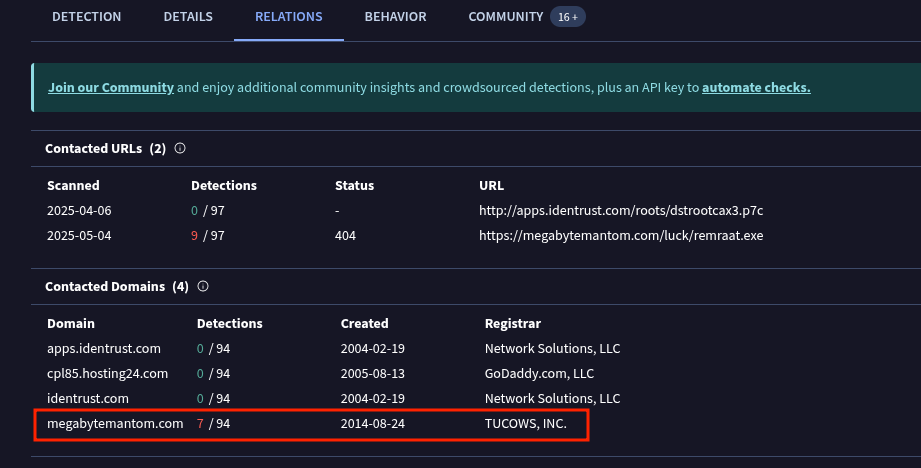 DETECTION DETAILS RELATIONS BEHAVIOR COMMUNITY 16+
Join our Community and enjoy additional community insights and crowdsourced detections, plus an API key to automate checks.
Contacted URLs (2)
Scanned Detections Status URL
2025-04-06 0 / 97 - http://apps.identrust.com/roots/dstrootcax3.p7c
2025-05-04 9 / 97 404 https://megabytemantom.com/luck/remraat.exe
Contacted Domains (4)
Domain Detections Created Registrar
apps.identrust.com 0 / 94 2004-02-19 Network Solutions, LLC
cpl85.hosting24.com 0 / 94 2005-08-13 GoDaddy.com, LLC
identrust.com 0 / 94 2004-02-19 Network Solutions, LLC
megabytemantom.com 7 / 94 2014-08-24 TUCOWS, INC.